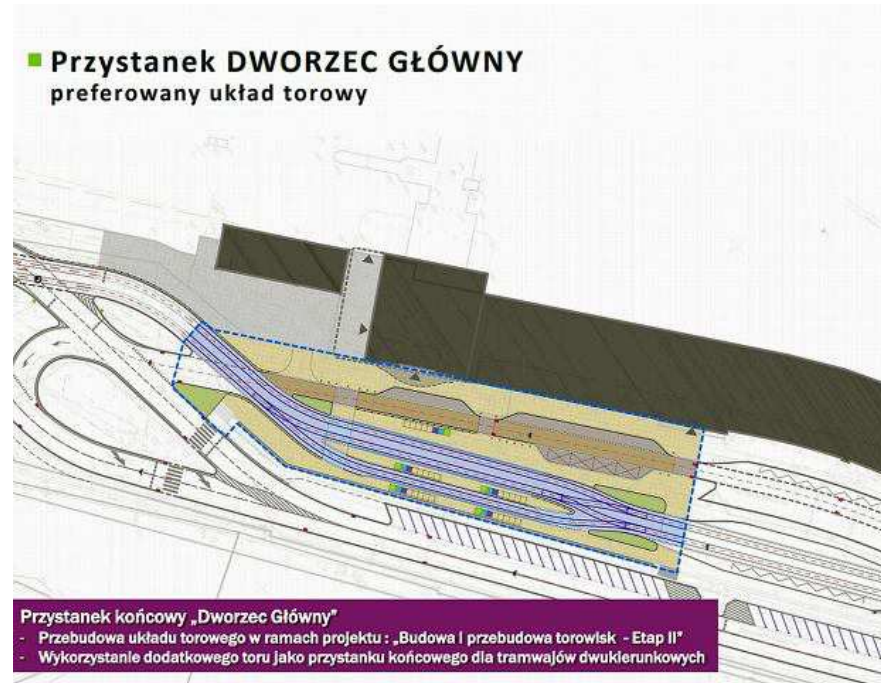 Przystanek DWORZEC GŁÓWNY
preferowany układ torowy
Przystanek końcowy „Dworzec Główny"
- Przebudowa układu torowego w ramach projektu : „Budowa i przebudowa torowisk - Etap II"
- Wykorzystanie dodatkowego toru jako przystanku końcowego dla tramwajów dwukierunkowych